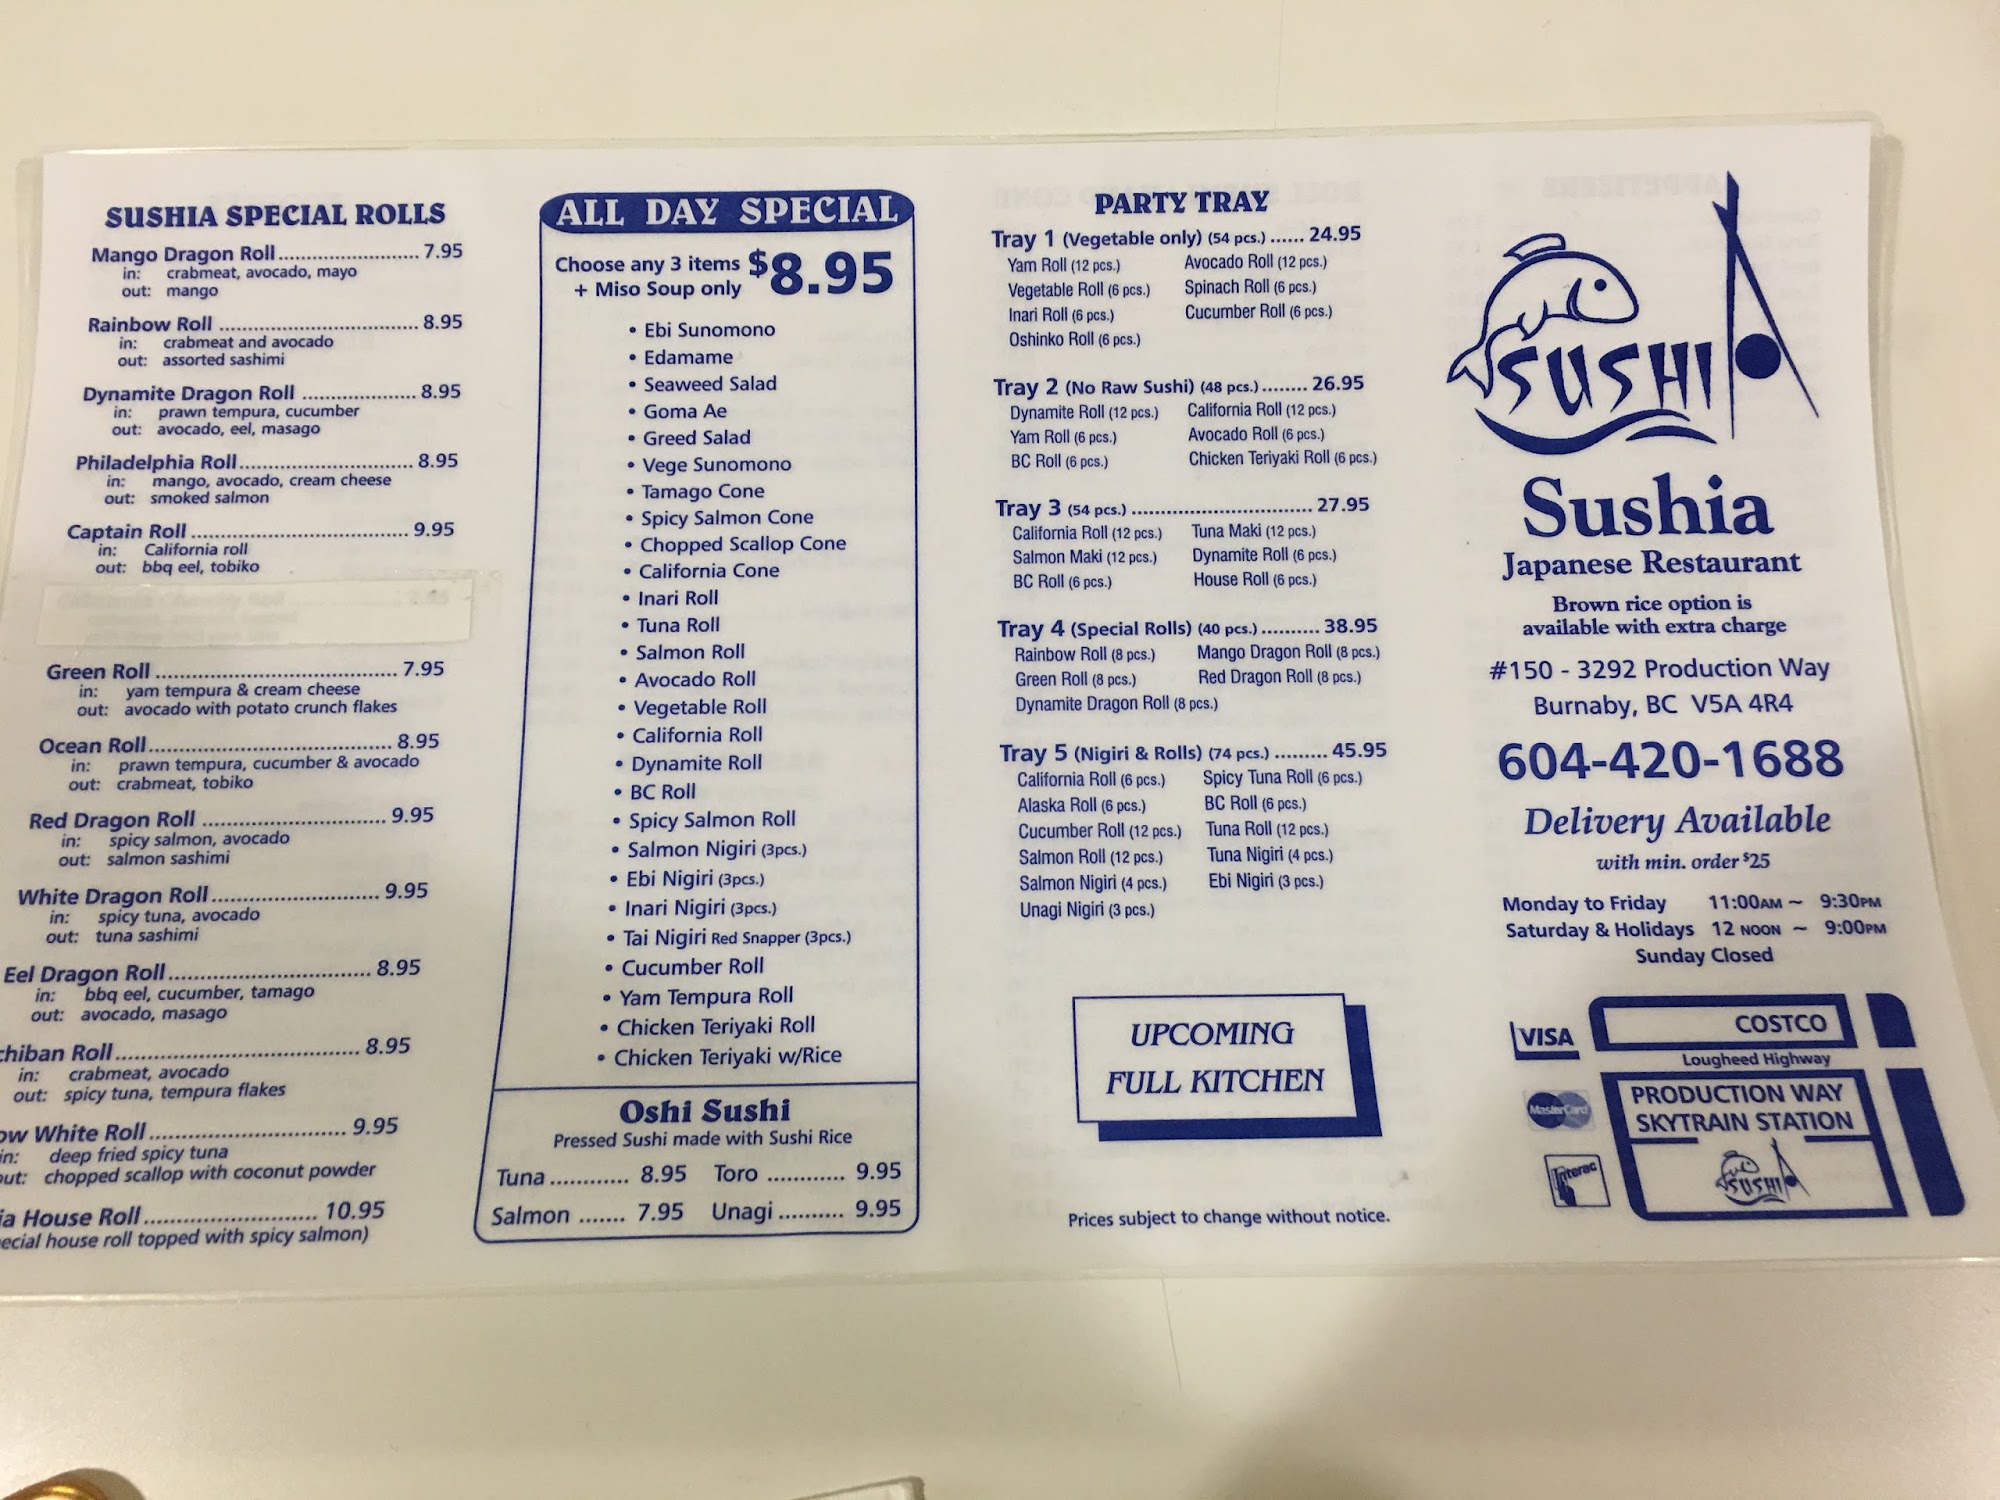 SUSHIA SPECIAL ROLLS
Mango Dragon Roll 7.95
in: crabmeat, avocado, mayo
out: mango
Rainbow Roll 8.95
in: crabmeat and avocado
out: assorted sashimi
Dynamite Dragon Roll 8.95
in: prawn tempura, cucumber
out: avocado, eel, masago
Philadelphia Roll 8.95
in: mango, avocado, cream cheese
out: smoked salmon
Captain Roll 9.95
in: California roll
out: bbq eel, tobiko
Green Roll 7.95
in: yam tempura & cream cheese
out: avocado with potato crunch flakes
Ocean Roll 8.95
in: prawn tempura, cucumber & avocado
out: crabmeat, tobiko
Red Dragon Roll 9.95
in: spicy salmon, avocado
out: salmon sashimi
White Dragon Roll 9.95
in: spicy tuna, avocado
out: tuna sashimi
Eel Dragon Roll 8.95
in: bbq eel, cucumber, tamago
out: avocado, masago
chiban Roll 8.95
in: crabmeat, avocado
out: spicy tuna, tempura flakes
ow White Roll 9.95
in: deep fried spicy tuna
out: chopped scallop with coconut powder
ia House Roll 10.95
ecial house roll topped with spicy salmon)
ALL DAY SPECIAL
Choose any 3 items
+ Miso Soup only $8.95
• Ebi Sunomono
• Edamame
• Seaweed Salad
• Goma Ae
• Greed Salad
• Vege Sunomono
• Tamago Cone
• Spicy Salmon Cone
• Chopped Scallop Cone
• California Cone
• Inari Roll
• Tuna Roll
• Salmon Roll
• Avocado Roll
• Vegetable Roll
• California Roll
• Dynamite Roll
• BC Roll
• Spicy Salmon Roll
• Salmon Nigiri (3pcs.)
• Ebi Nigiri (3pcs.)
• Inari Nigiri (3pcs.)
• Tai Nigiri Red Snapper (3pcs.)
• Cucumber Roll
• Yam Tempura Roll
• Chicken Teriyaki Roll
• Chicken Teriyaki w/Rice
Oshi Sushi
Pressed Sushi made with Sushi Rice
Tuna 8.95 Toro 9.95
Salmon 7.95 Unagi 9.95
PARTY TRAY
Tray 1 (Vegetable only) (54 pcs.) 24.95
Yam Roll (12 pcs.) Avocado Roll (12 pcs.)
Vegetable Roll (6 pcs.) Spinach Roll (6 pcs.)
Inari Roll (6 pcs.) Cucumber Roll (6 pcs.)
Oshinko Roll (6 pcs.)
Tray 2 (No Raw Sushi) (48 pcs.) 26.95
Dynamite Roll (12 pcs.) California Roll (12 pcs.)
Yam Roll (6 pcs.) Avocado Roll (6 pcs.)
BC Roll (6 pcs.) Chicken Teriyaki Roll (6 pcs.)
Tray 3 (54 pcs.) 27.95
California Roll (12 pcs.) Tuna Maki (12 pcs.)
Salmon Maki (12 pcs.) Dynamite Roll (6 pcs.)
BC Roll (6 pcs.) House Roll (6 pcs.)
Tray 4 (Special Rolls) (40 pcs.) 38.95
Rainbow Roll (8 pcs.) Mango Dragon Roll (8 pcs.)
Green Roll (8 pcs.) Red Dragon Roll (8 pcs.)
Dynamite Dragon Roll (8 pcs.)
Tray 5 (Nigiri & Rolls) (74 pcs.) 45.95
California Roll (6 pcs.) Spicy Tuna Roll (6 pcs.)
Alaska Roll (6 pcs.) BC Roll (6 pcs.)
Cucumber Roll (12 pcs.) Tuna Roll (12 pcs.)
Salmon Roll (12 pcs.) Tuna Nigiri (4 pcs.)
Salmon Nigiri (4 pcs.) Ebi Nigiri (3 pcs.)
Unagi Nigiri (3 pcs.)
UPCOMING
FULL KITCHEN
Prices subject to change without notice.
SUSHIA
Sushia
Japanese Restaurant
Brown rice option is
available with extra charge
#150 - 3292 Production Way
Burnaby, BC V5A 4R4
604-420-1688
Delivery Available
with min. order $25
Monday to Friday 11:00AM ~ 9:30PM
Saturday & Holidays 12 NOON ~ 9:00PM
Sunday Closed
VISA
MasterCard
Interac
COSTCO
Lougheed Highway
PRODUCTION WAY
SKYTRAIN STATION
SUSHIA